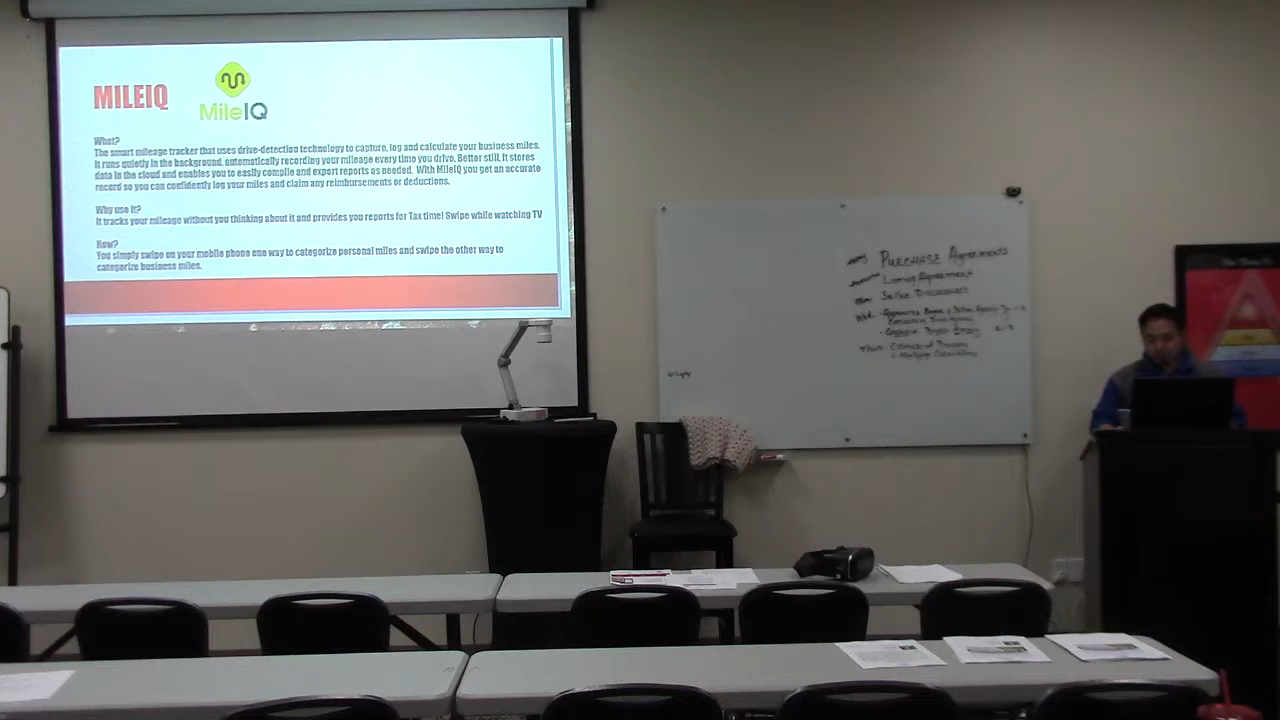 MILEIQ
MileIQ
What?
The smart mileage tracker that uses drive-detection technology to capture, log and calculate your business miles.
It runs quietly in the background, automatically recording your mileage every time you drive. Better still, it stores
data in the cloud and enables you to easily compile and export reports as needed. With MileIQ you get an accurate
record so you can confidently log your miles and claim any reimbursements or deductions.
Why use it?
It tracks your mileage without you thinking about it and provides you reports for Tax time! Swipe while watching TV
How?
You simply swipe on your mobile phone one way to categorize personal miles and swipe the other way to
categorize business miles.
PURCHASE Agreements
Agreement
Seller